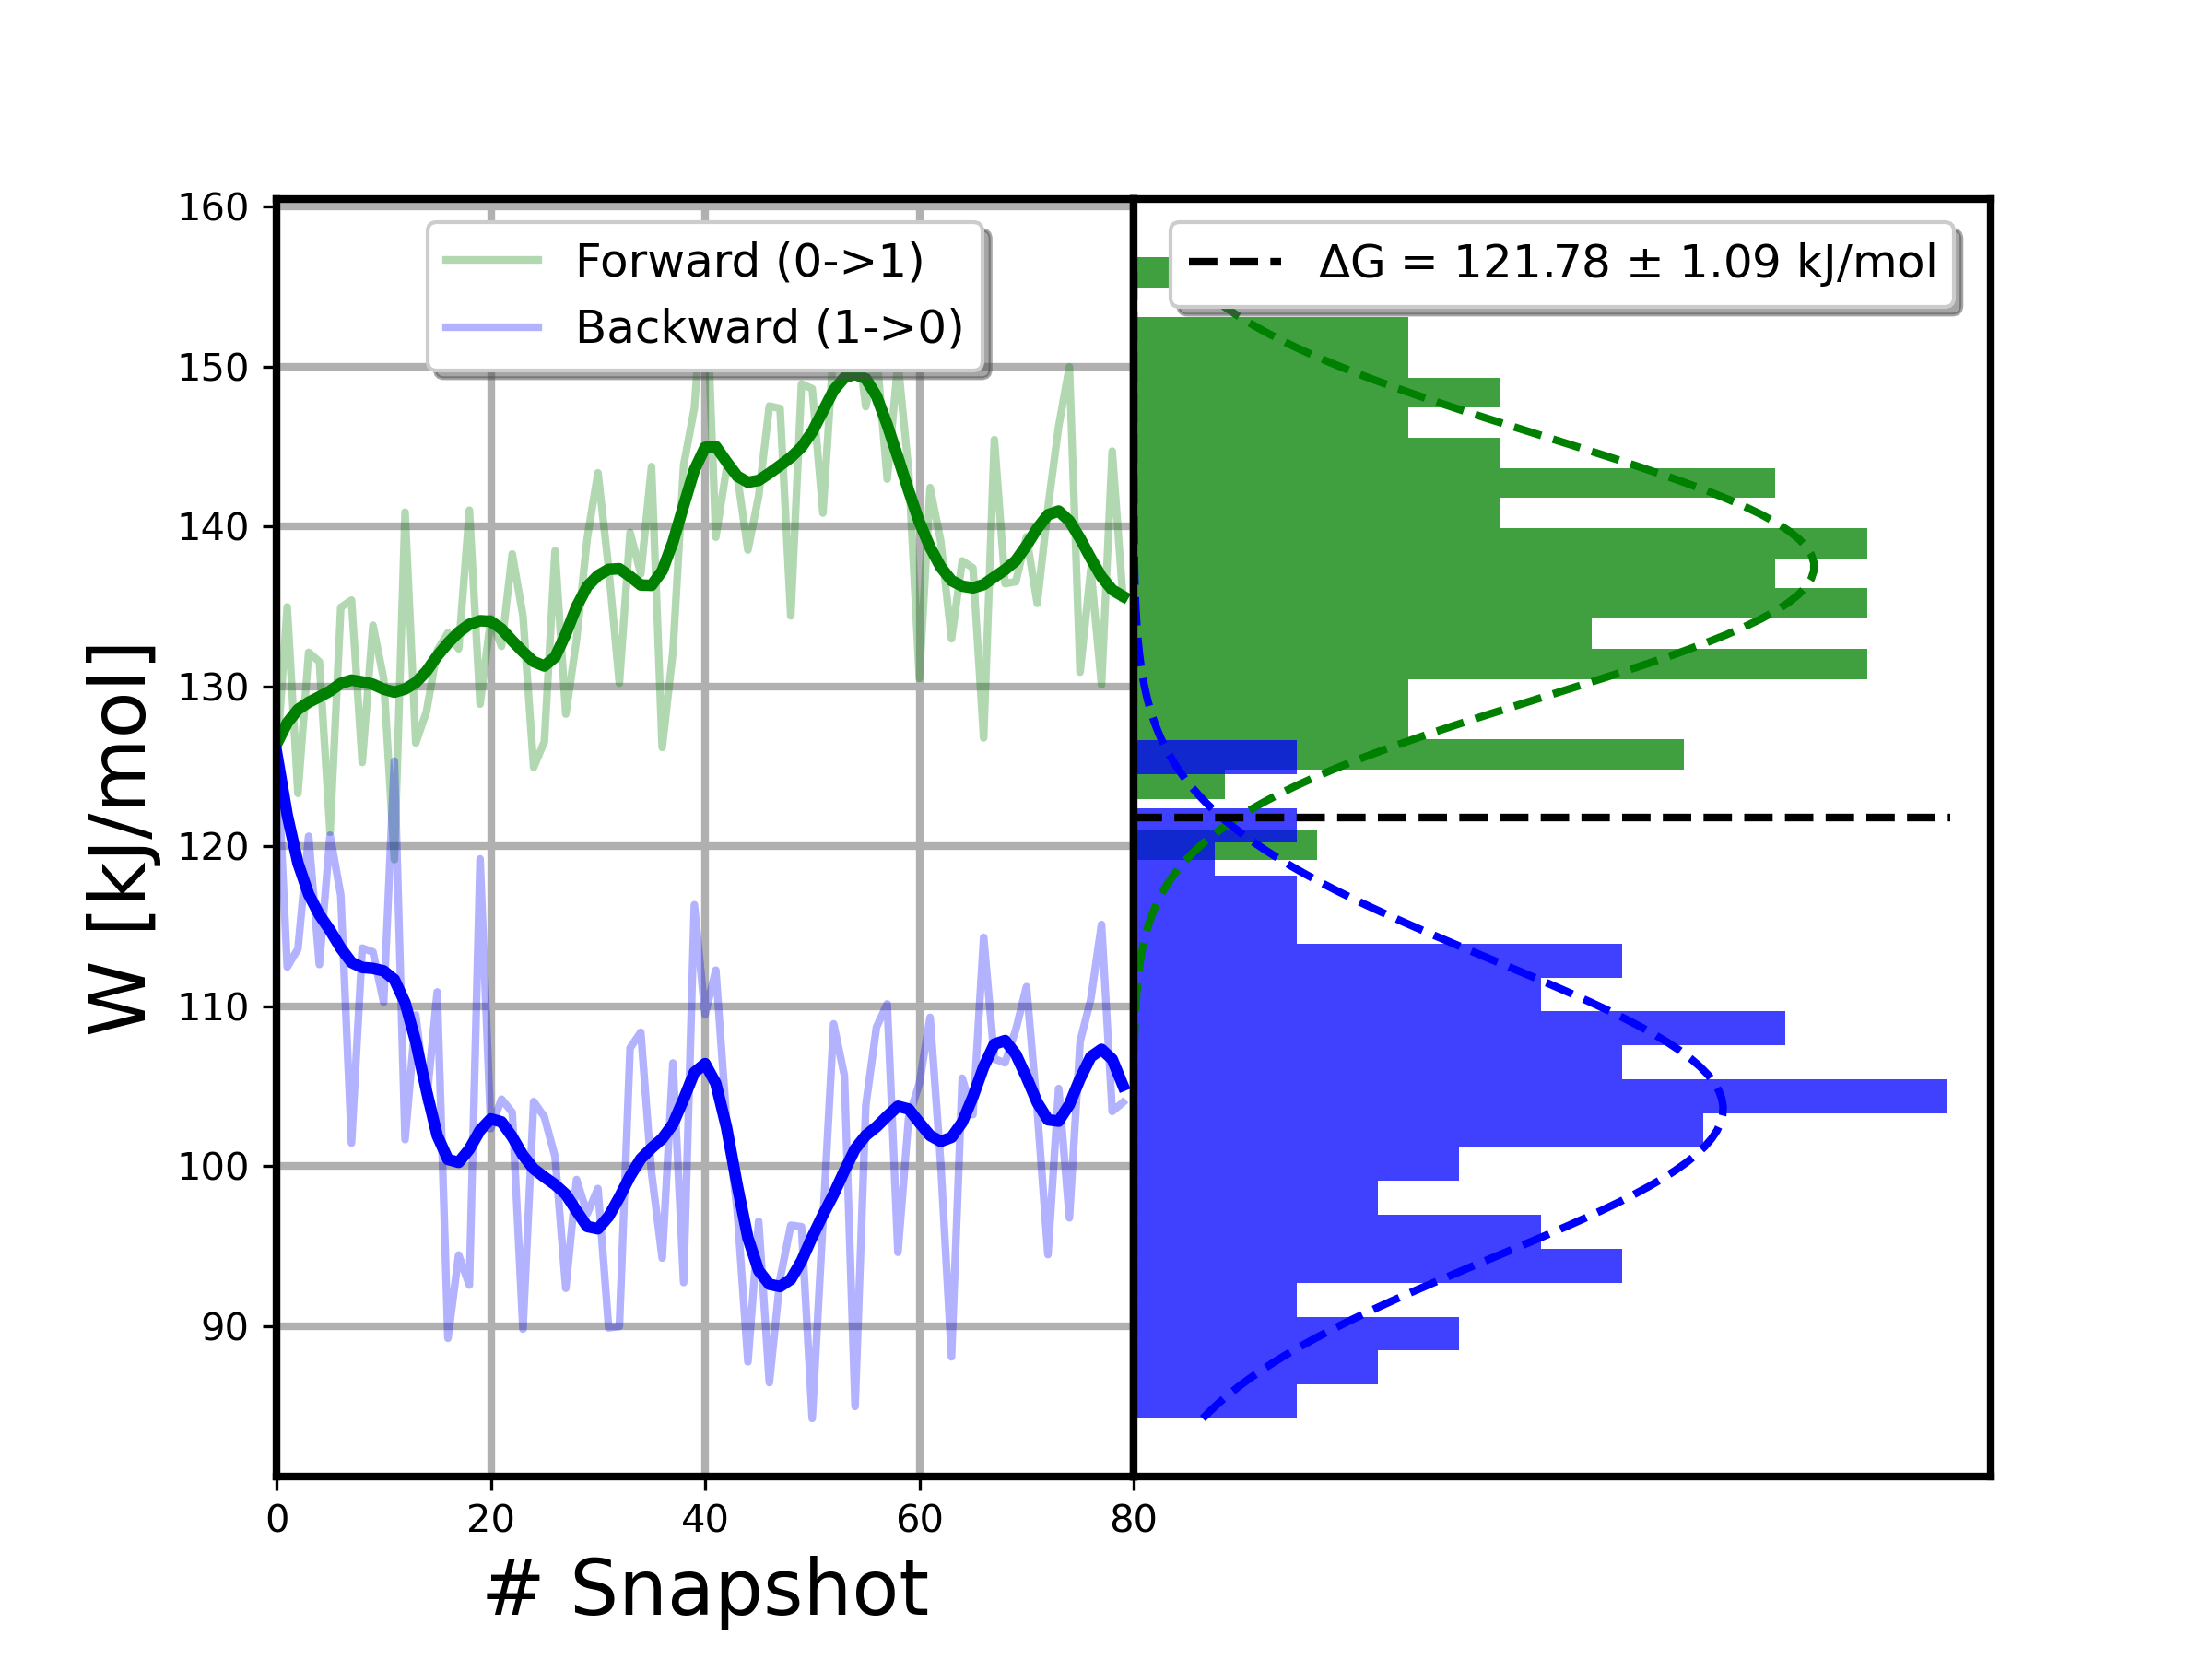 160
150
140
130
120
110
100
90
W [kJ/mol]
Forward (0->1)
Backward (1->0)
ΔG = 121.78 ± 1.09 kJ/mol
0 20 40 60 80
# Snapshot